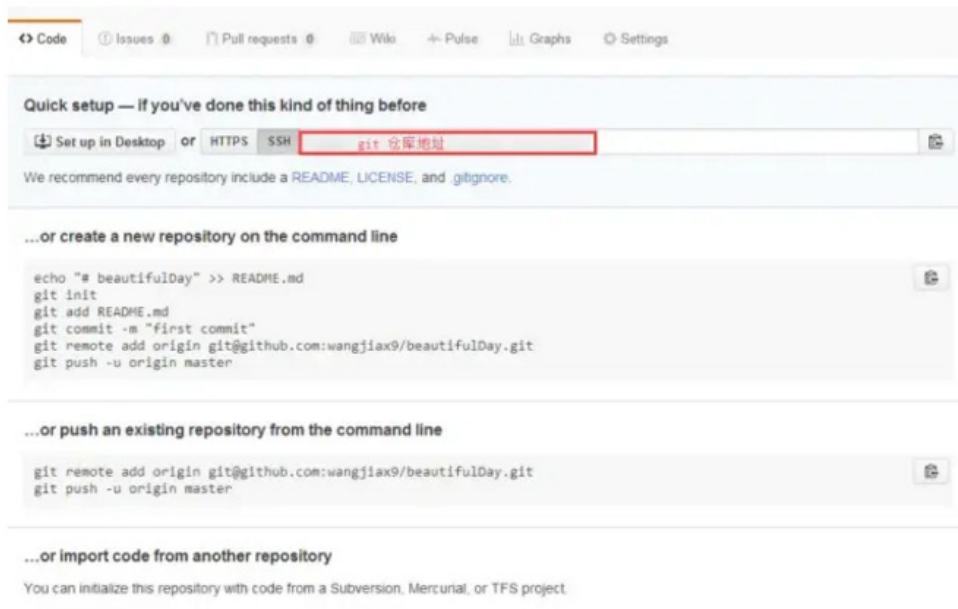 <> Code Issues 0 Pull requests 0 Wiki Pulse Graphs Settings
Quick setup — if you've done this kind of thing before
Set up in Desktop or HTTPS SSH git 仓库地址
We recommend every repository include a README, LICENSE, and .gitignore.
...or create a new repository on the command line
echo "# beautifulDay" >> README.md
git init
git add README.md
git commit -m "first commit"
git remote add origin git@github.com:wangjiax9/beautifulDay.git
git push -u origin master
...or push an existing repository from the command line
git remote add origin git@github.com:wangjiax9/beautifulDay.git
git push -u origin master
...or import code from another repository
You can initialize this repository with code from a Subversion, Mercurial, or TFS project.